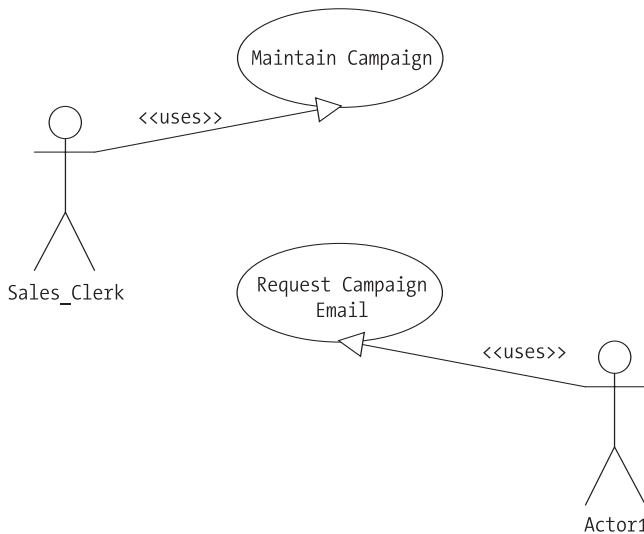 Maintain Campaign
<<uses>>
Sales_Clerk
Request Campaign
Email
<<uses>>
Actor1